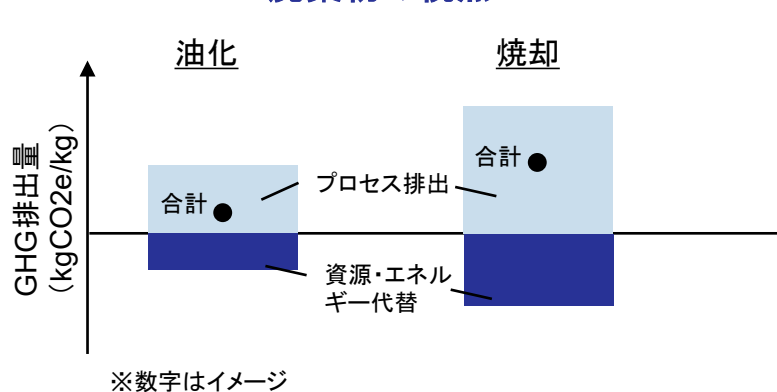 油化
焼却
GHG排出量
(kgCO2e/kg)
合計
プロセス排出
合計
資源・エネル
ギー代替
※数字はイメージ